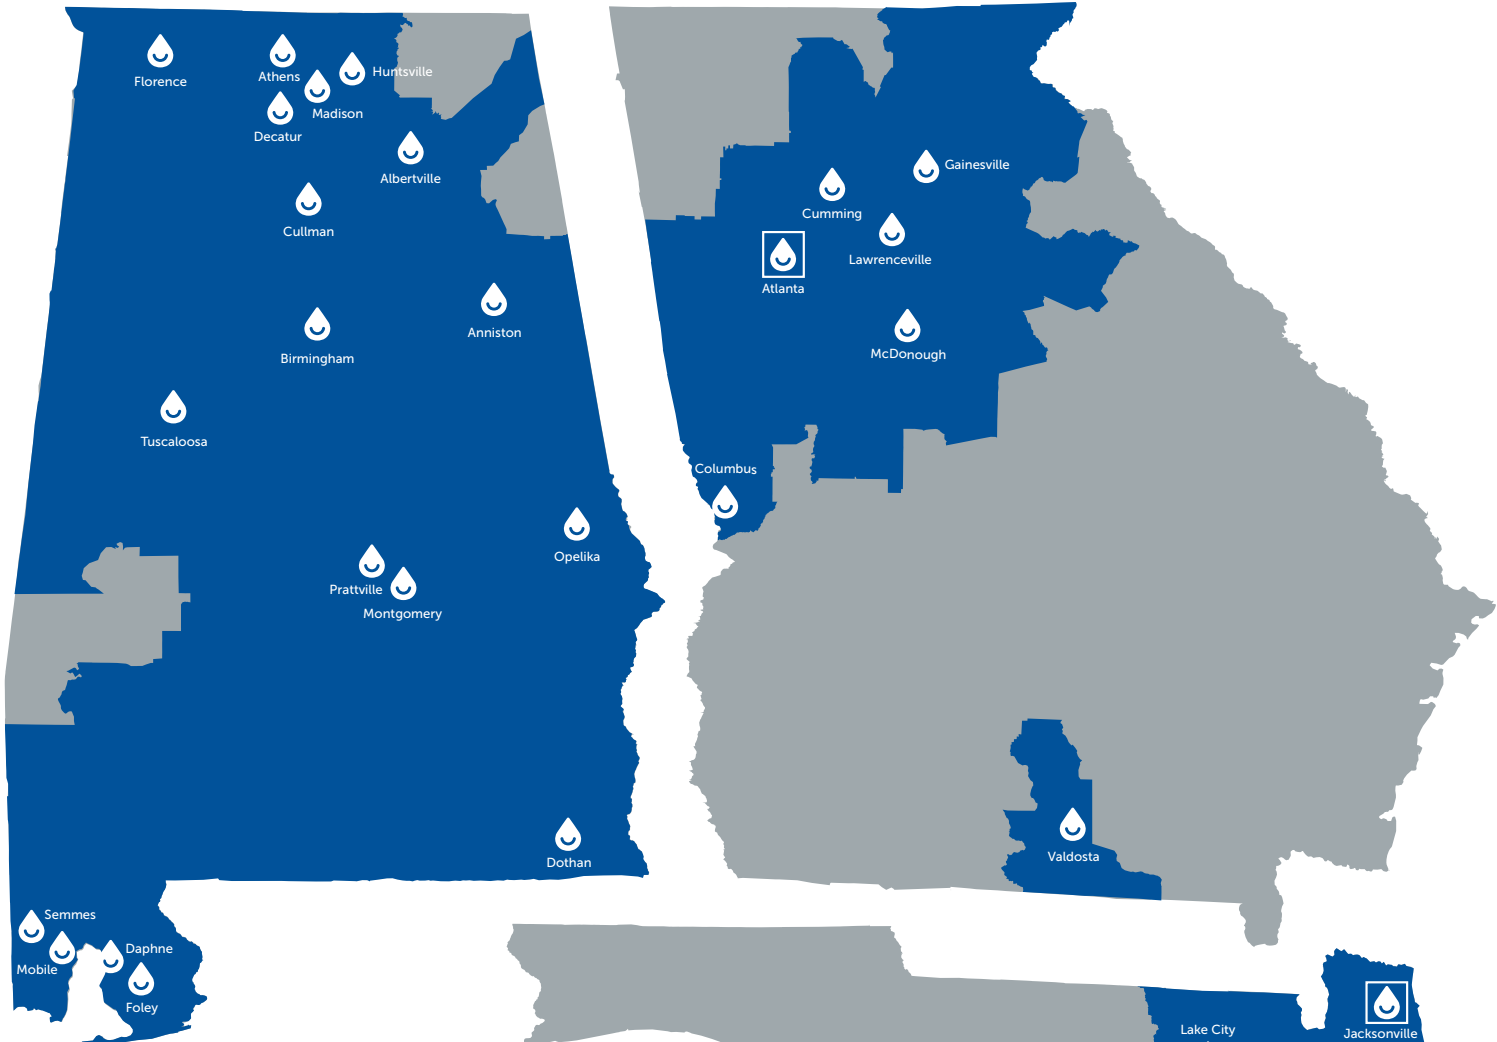 Florence
Athens
Huntsville
Madison
Decatur
Albertville
Cullman
Anniston
Birmingham
Tuscaloosa
Opelika
Prattville
Montgomery
Dothan
Semmes
Mobile
Daphne
Foley
Gainesville
Cumming
Lawrenceville
Atlanta
McDonough
Columbus
Valdosta
Lake City
Jacksonville